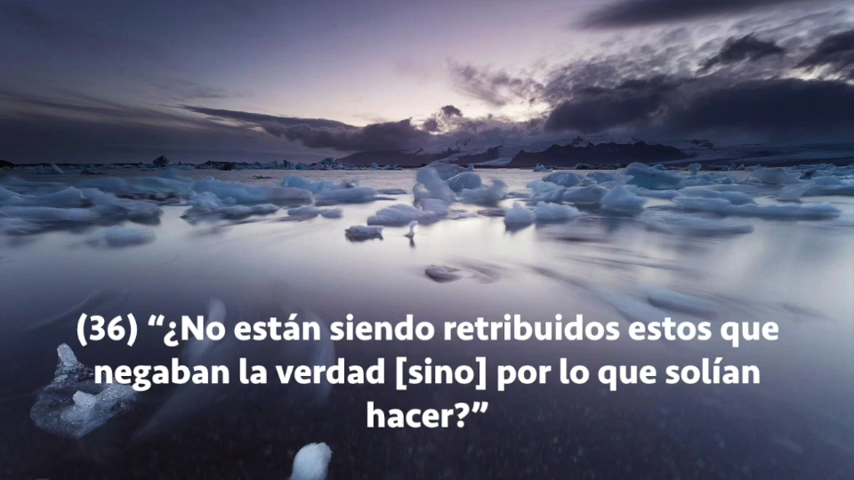 (36) “¿No están siendo retribuidos estos que
negaban la verdad [sino] por lo que solían
hacer?”